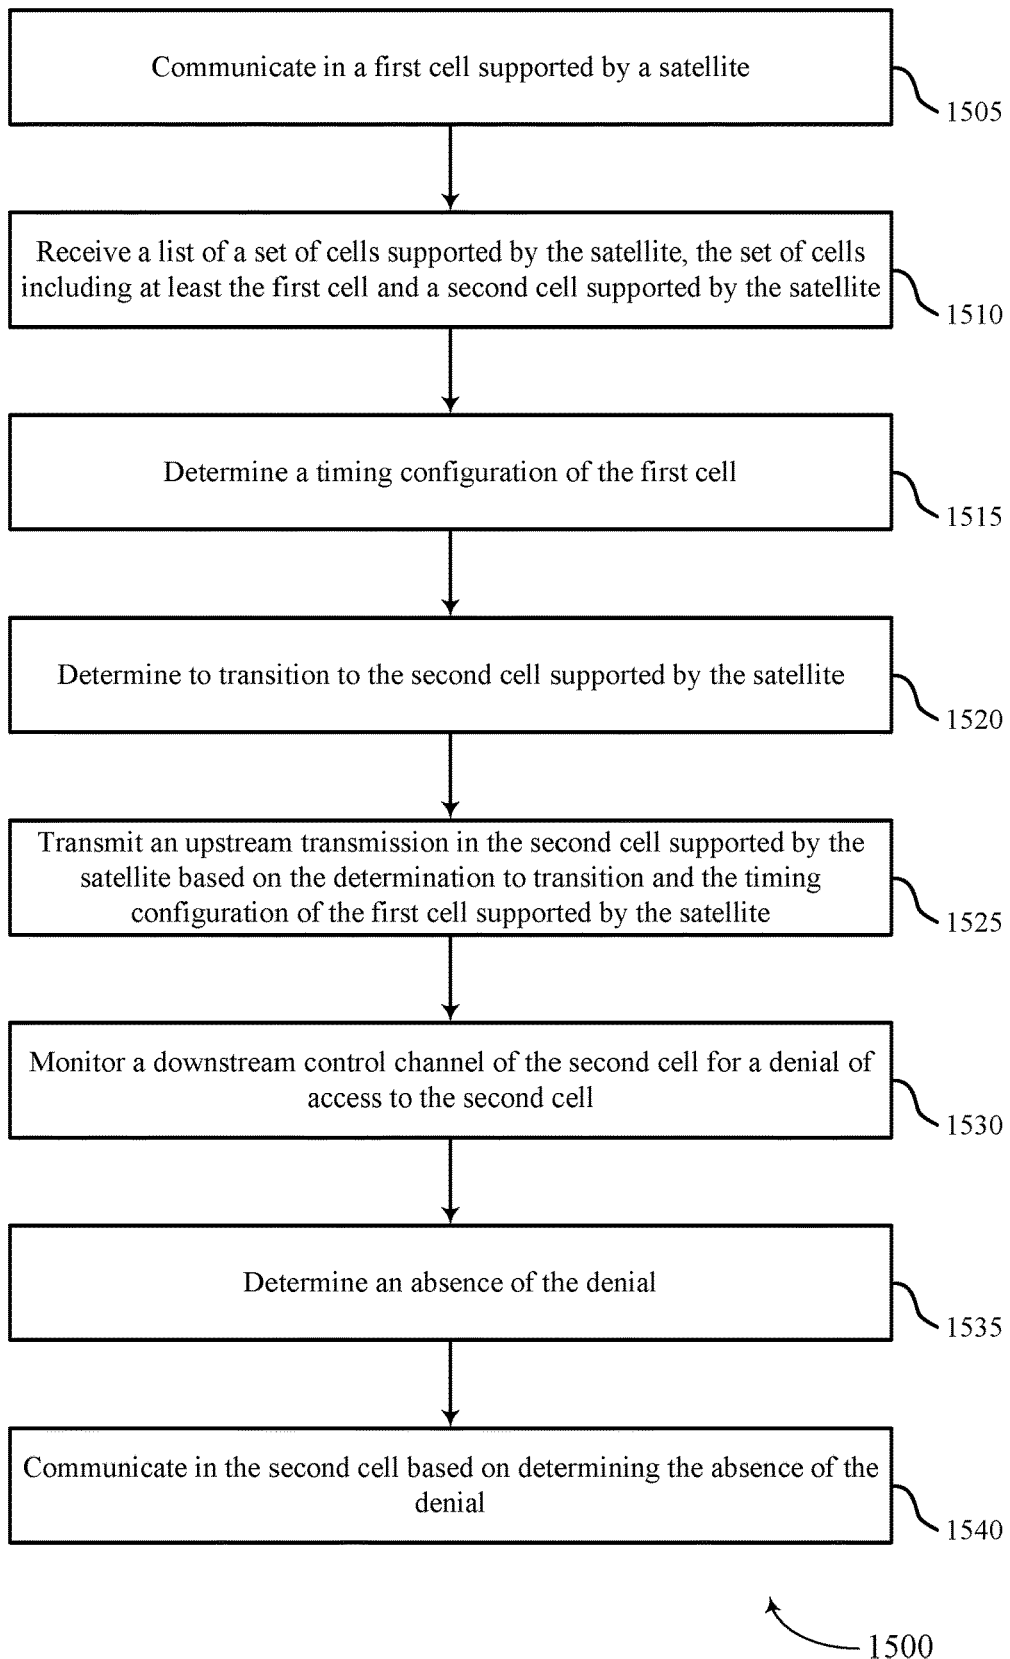 Communicate in a first cell supported by a satellite
1505
Receive a list of a set of cells supported by the satellite, the set of cells
including at least the first cell and a second cell supported by the satellite
1510
Determine a timing configuration of the first cell
1515
Determine to transition to the second cell supported by the satellite
1520
Transmit an upstream transmission in the second cell supported by the
satellite based on the determination to transition and the timing
configuration of the first cell supported by the satellite
1525
Monitor a downstream control channel of the second cell for a denial of
access to the second cell
1530
Determine an absence of the denial
1535
Communicate in the second cell based on determining the absence of the
denial
1540
1500